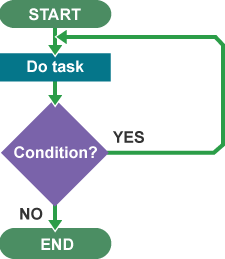 START
Do task
Condition?
YES
NO
END